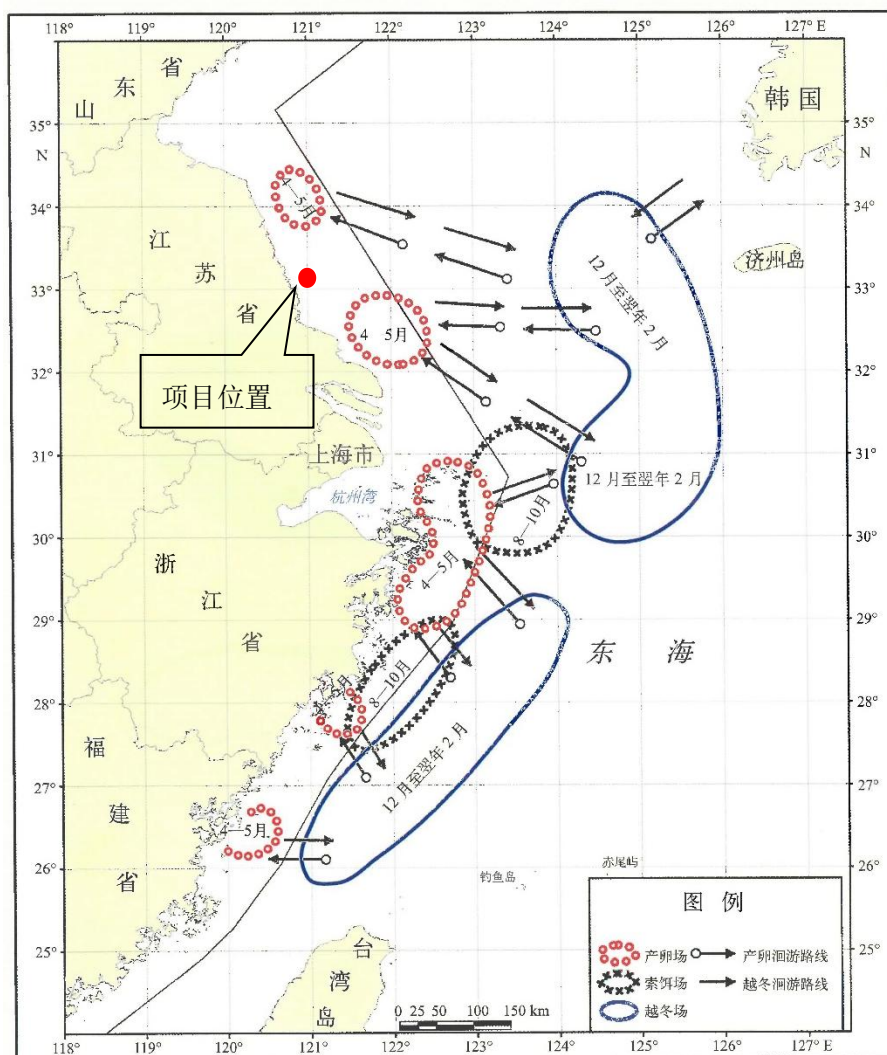 118° 119° 120° 121° 122° 123° 124° 125° 126° 127° E
35°
N
34°
33°
32°
31°
30°
29°
28°
27°
26°
25°
35°
N
34°
33°
32°
31°
30°
29°
28°
27°
26°
25°
山东省
韩国
济州岛
江苏省
4—5月
4 5月
12月至翌年2月
项目位置
上海市
杭州湾
12月至翌年2月
8—10月
4—5月
浙江省
东海
8—10月
4—5月
12月至翌年2月
福建省
4—5月
钓鱼岛
赤尾屿
台湾岛
图例
产卵场
产卵洄游路线
索饵场
越冬洄游路线
越冬场
0 25 50 100 150 km
118° 119° 120° 121° 122° 123° 124° 125° 126° 127° E